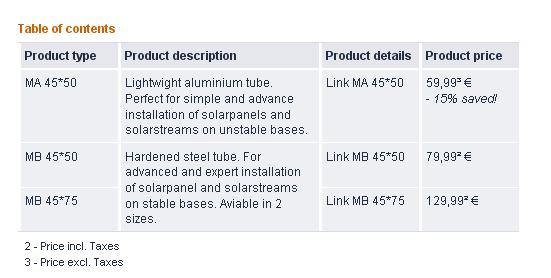 Table of contents
Product type Product description Product details Product price
MA 45*50 Lightwight aluminium tube. Link MA 45*50 59,99³ €
Perfect for simple and advance - 15% saved!
installation of solarpanels and
solarstreams on unstable bases.
MB 45*50 Hardened steel tube. For Link MB 45*50 79,99² €
advanced and expert installation
of solarpanel and solarstreams
MB 45*75 on stable bases. Aviable in 2 Link MB 45*75 129,99² €
sizes.
2 - Price incl. Taxes
3 - Price excl. Taxes